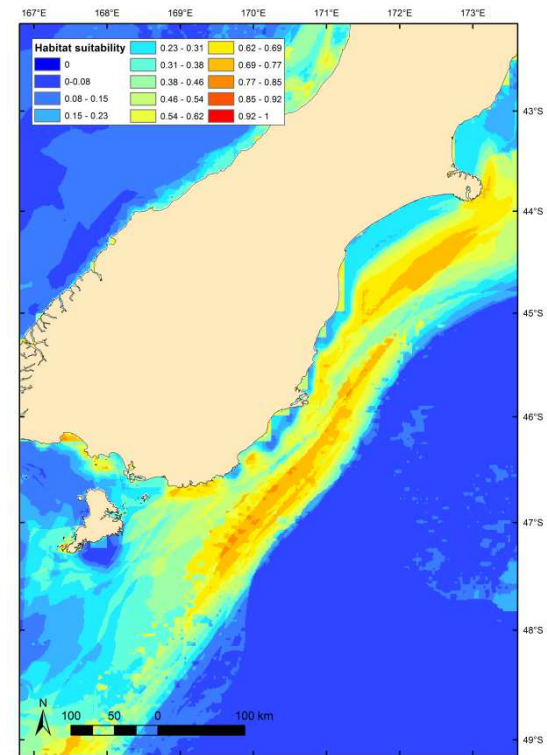 167°E 168°E 169°E 170°E 171°E 172°E 173°E
Habitat suitability
0
0-0.08
0.08 - 0.15
0.15 - 0.23
0.23 - 0.31
0.31 - 0.38
0.38 - 0.46
0.46 - 0.54
0.54 - 0.62
0.62 - 0.69
0.69 - 0.77
0.77 - 0.85
0.85 - 0.92
0.92 - 1
43°S
44°S
45°S
46°S
47°S
48°S
49°S
N
100 50 0 100 km